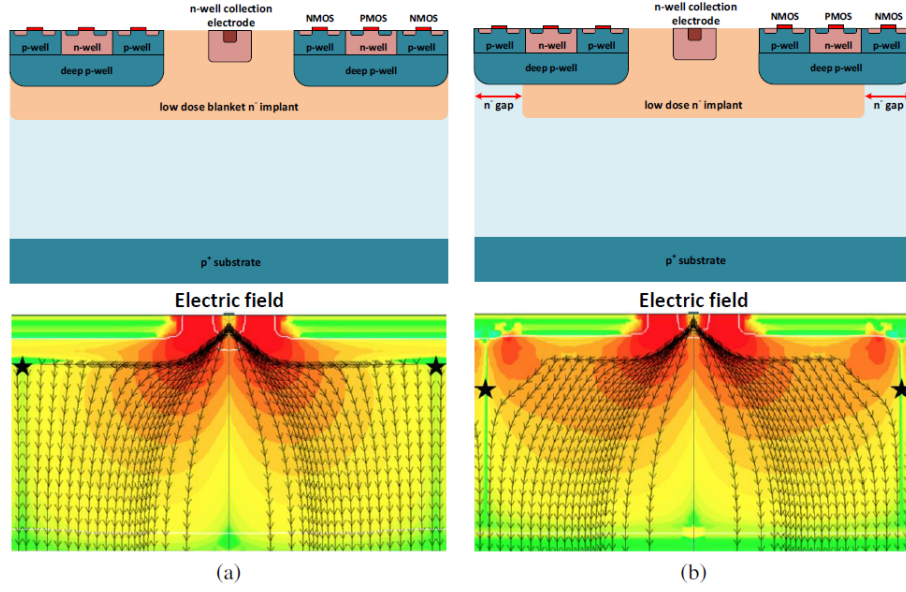 n-well collection
electrode
NMOS PMOS NMOS
p-well n-well p-well
deep p-well
p-well n-well p-well
deep p-well
low dose blanket n⁻ implant
p⁺ substrate
Electric field
(a)
n-well collection
electrode
NMOS PMOS NMOS
p-well n-well p-well
deep p-well
p-well n-well p-well
deep p-well
n⁻ gap
low dose n⁻ implant
n⁻ gap
p⁺ substrate
Electric field
(b)